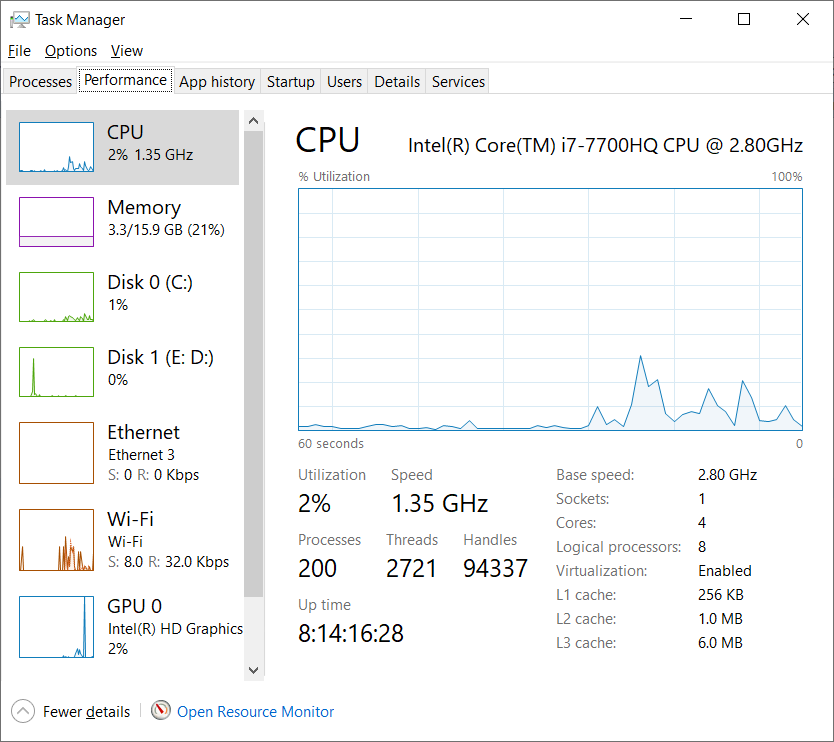 Task Manager
File Options View
Processes Performance App history Startup Users Details Services
CPU
2% 1.35 GHz
Memory
3.3/15.9 GB (21%)
Disk 0 (C:)
1%
Disk 1 (E: D:)
0%
Ethernet
Ethernet 3
S: 0 R: 0 Kbps
Wi-Fi
Wi-Fi
S: 8.0 R: 32.0 Kbps
GPU 0
Intel(R) HD Graphics
2%
CPU Intel(R) Core(TM) i7-7700HQ CPU @ 2.80GHz
% Utilization 100%
60 seconds 0
Utilization Speed
2% 1.35 GHz
Processes Threads Handles
200 2721 94337
Up time
8:14:16:28
Base speed: 2.80 GHz
Sockets: 1
Cores: 4
Logical processors: 8
Virtualization: Enabled
L1 cache: 256 KB
L2 cache: 1.0 MB
L3 cache: 6.0 MB
Fewer details Open Resource Monitor